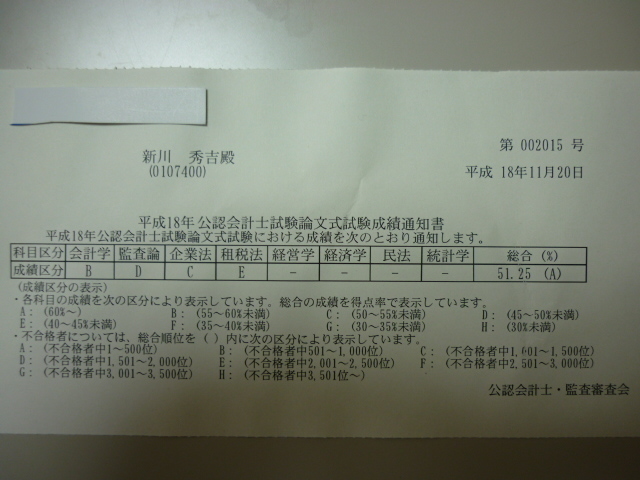 第 002015 号
新川 秀吉殿
(0107400)
平成 18年11月20日
平成18年公認会計士試験論文式試験成績通知書
平成18年公認会計士試験論文式試験における成績を次のとおり通知します。
科目区分 会計学 監査論 企業法 租税法 経営学 経済学 民法 統計学 総合(%)
成績区分 B D C E － － － － 51.25 (A)
(成績区分の表示)
・各科目の成績を次の区分により表示しています。総合の成績を得点率で表示しています。
A： (60%～) B： (55～60%未満) C： (50～55%未満) D： (45～50%未満)
E： (40～45%未満) F： (35～40%未満) G： (30～35%未満) H： (30%未満)
・不合格者については、総合順位を ( ) 内に次の区分により表示しています。
A： (不合格者中1～500位) B： (不合格者中501～1,000位) C： (不合格者中1,001～1,500位)
D： (不合格者中1,501～2,000位) E： (不合格者中2,001～2,500位) F： (不合格者中2,501～3,000位)
G： (不合格者中3,001～3,500位) H： (不合格者中3,501位～)
公認会計士・監査審査会